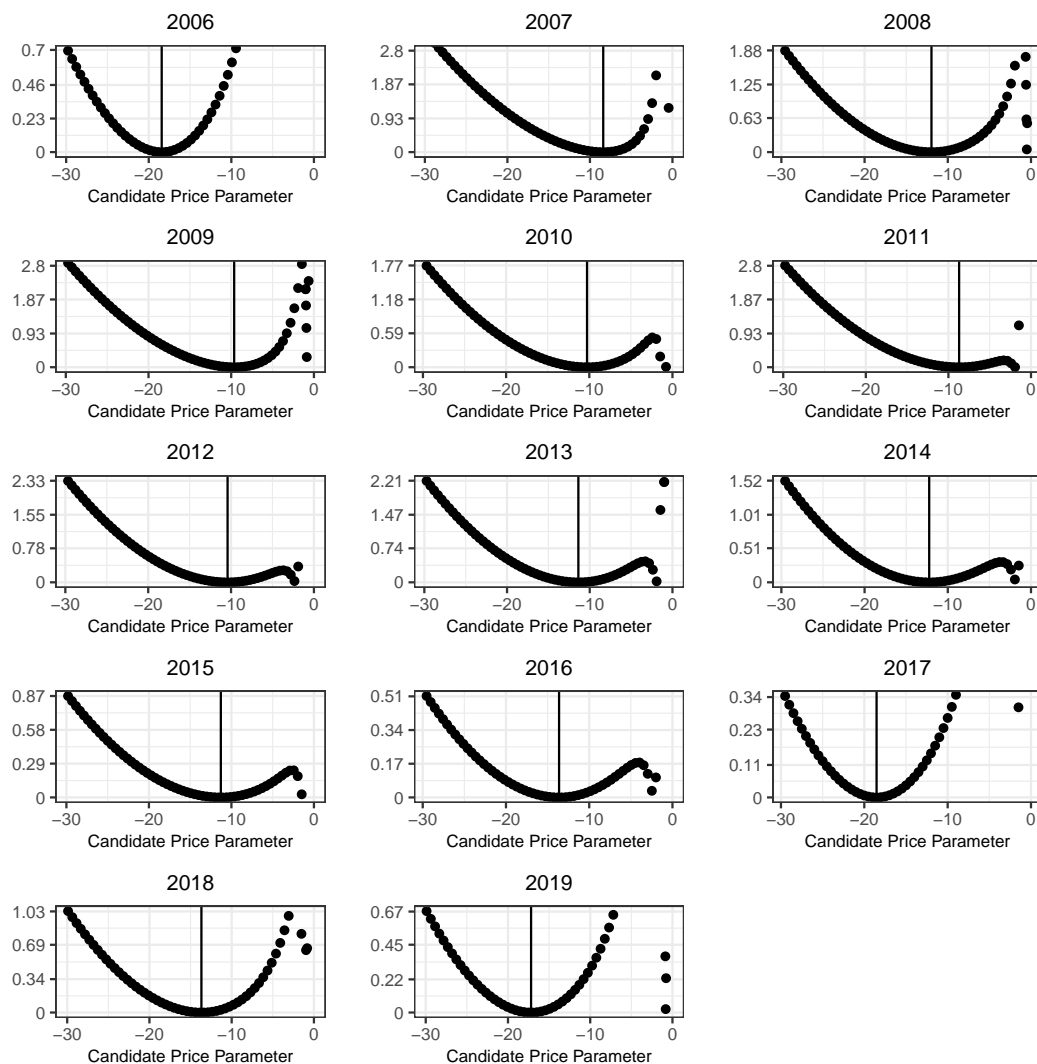 2006 2007 2008
0.7 2.8 1.88
0.46 1.87 1.25
0.23 0.93 0.63
0 0 0
−30 −20 −10 0 −30 −20 −10 0 −30 −20 −10 0
Candidate Price Parameter Candidate Price Parameter Candidate Price Parameter
2009 2010 2011
2.8 1.77 2.8
1.87 1.18 1.87
0.93 0.59 0.93
0 0 0
−30 −20 −10 0 −30 −20 −10 0 −30 −20 −10 0
Candidate Price Parameter Candidate Price Parameter Candidate Price Parameter
2012 2013 2014
2.33 2.21 1.52
1.55 1.47 1.01
0.78 0.74 0.51
0 0 0
−30 −20 −10 0 −30 −20 −10 0 −30 −20 −10 0
Candidate Price Parameter Candidate Price Parameter Candidate Price Parameter
2015 2016 2017
0.87 0.51 0.34
0.58 0.34 0.23
0.29 0.17 0.11
0 0 0
−30 −20 −10 0 −30 −20 −10 0 −30 −20 −10 0
Candidate Price Parameter Candidate Price Parameter Candidate Price Parameter
2018 2019
1.03 0.67
0.69 0.45
0.34 0.22
0 0
−30 −20 −10 0 −30 −20 −10 0
Candidate Price Parameter Candidate Price Parameter